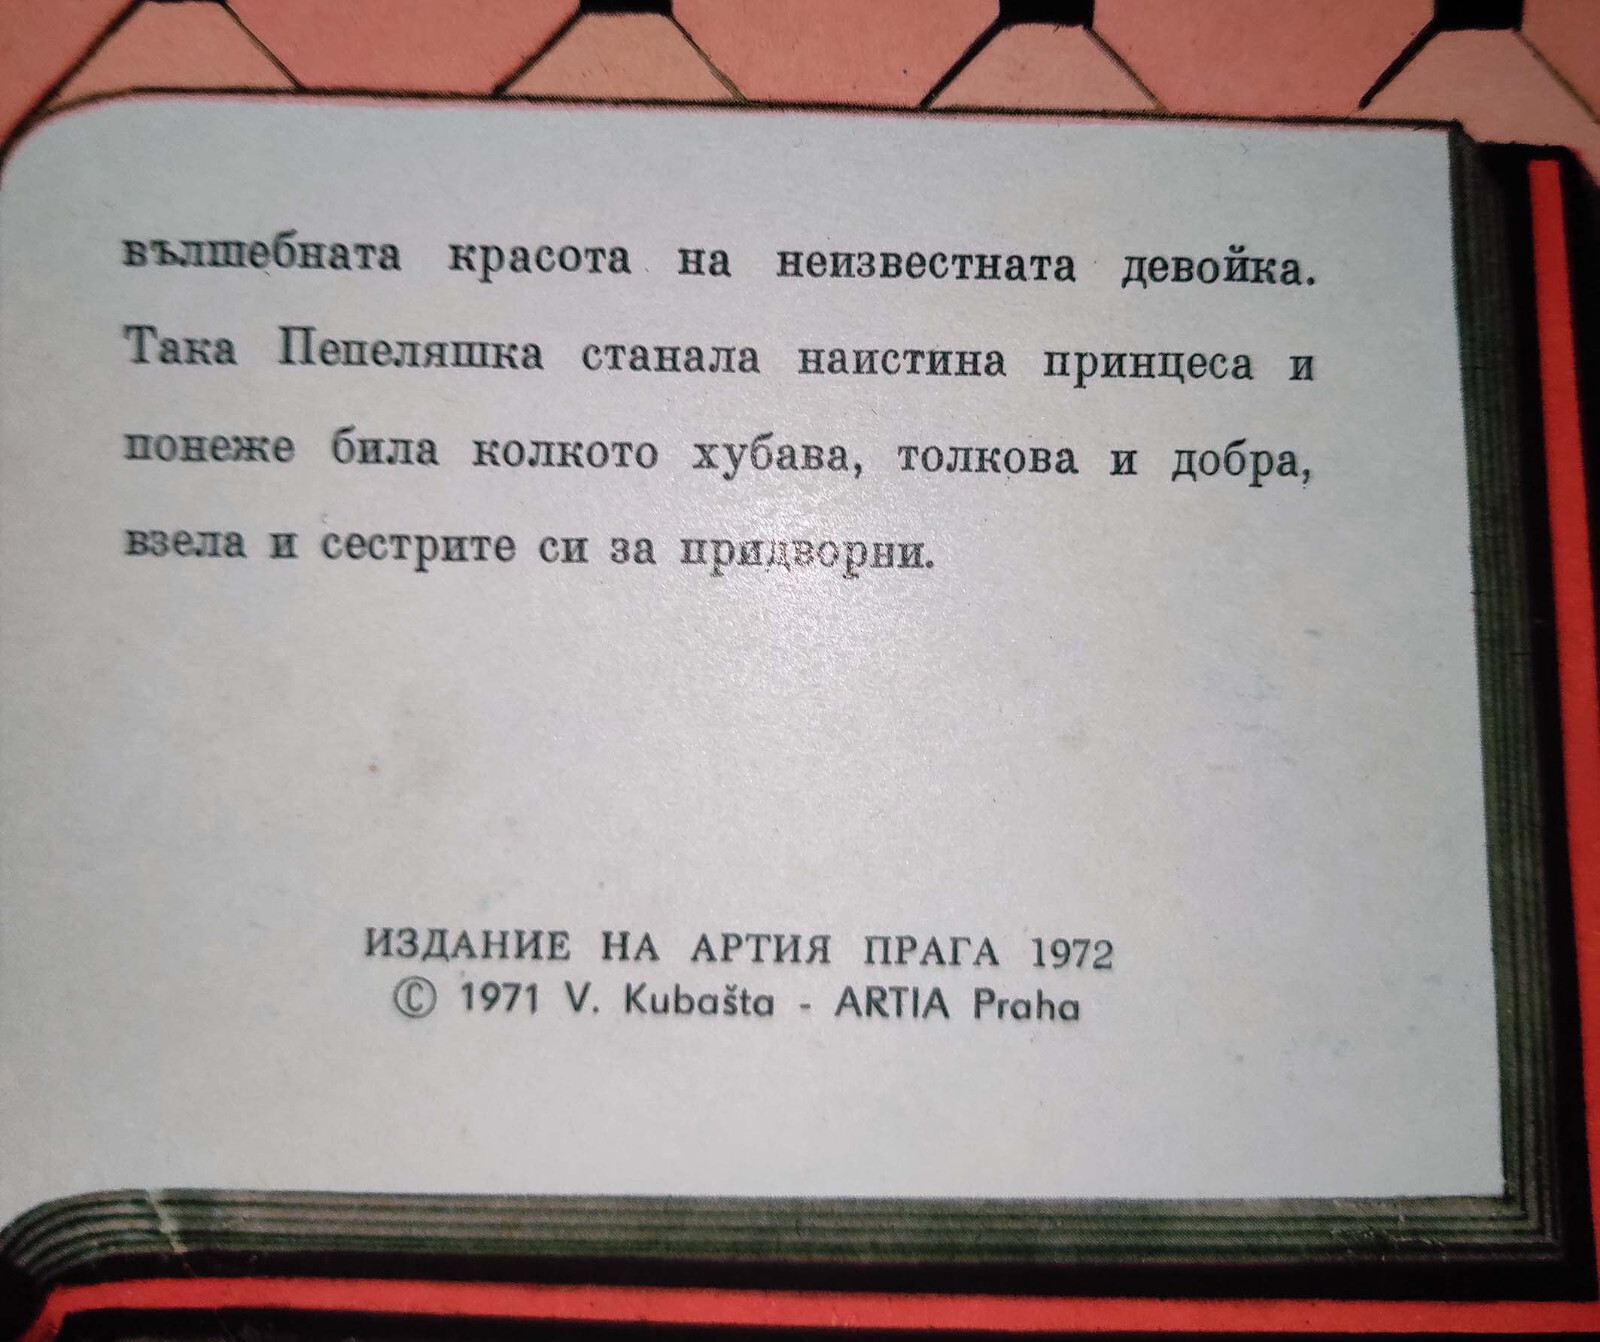 вълшебната красота на неизвестната девойка.
Така Пепеляшка станала наистина принцеса и
понеже била колкото хубава, толкова и добра,
взела и сестрите си за придворни.
ИЗДАНИЕ НА АРТИЯ ПРАГА 1972
© 1971 V. Kubašta - ARTIA Praha